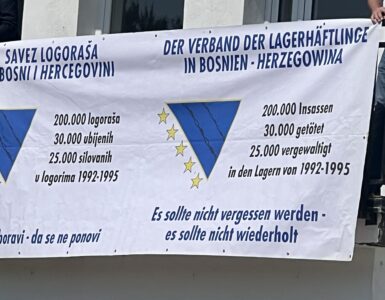 SAVEZ LOGORAŠA
BOSNI I HERCEGOVINI
200.000 logoraša
30.000 ubijenih
25.000 silovanih
u logorima 1992-1995
- da se ne ponovi
DER VERBAND DER LAGERHÄFTLINGE
IN BOSNIEN - HERZEGOWINA
200.000 Insassen
30.000 getötet
25.000 vergewaltigt
in den Lagern von 1992-1995
Es sollte nicht vergessen werden -
es sollte nicht wiederholt